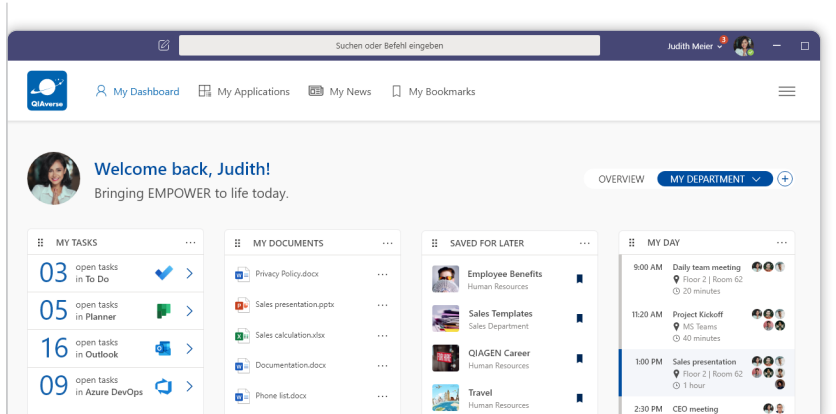 Suchen oder Befehl eingeben
Judith Meier
3
QIAverse
My Dashboard
My Applications
My News
My Bookmarks
Welcome back, Judith!
Bringing EMPOWER to life today.
OVERVIEW
MY DEPARTMENT
MY TASKS
03 open tasks
in To Do
05 open tasks
in Planner
16 open tasks
in Outlook
09 open tasks
in Azure DevOps
MY DOCUMENTS
Privacy Policy.docx
Sales presentation.pptx
Sales calculation.xlsx
Documentation.docx
Phone list.docx
SAVED FOR LATER
Employee Benefits
Human Resources
Sales Templates
Sales Department
QIAGEN Career
Human Resources
Travel
Human Resources
MY DAY
9:00 AM Daily team meeting
Floor 2 | Room 62
20 minutes
11:20 AM Project Kickoff
MS Teams
40 minutes
1:00 PM Sales presentation
Floor 2 | Room 62
1 hour
2:30 PM CEO meeting